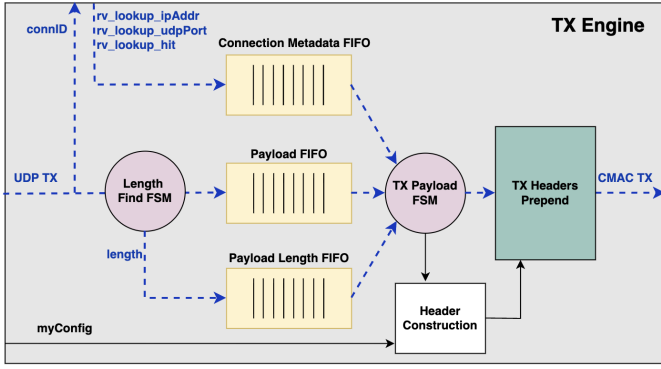 TX Engine
connID
rv_lookup_ipAddr
rv_lookup_udpPort
rv_lookup_hit
Connection Metadata FIFO
Payload FIFO
UDP TX
Length
Find FSM
TX Payload
FSM
TX Headers
Prepend
CMAC TX
length
Payload Length FIFO
Header
Construction
myConfig